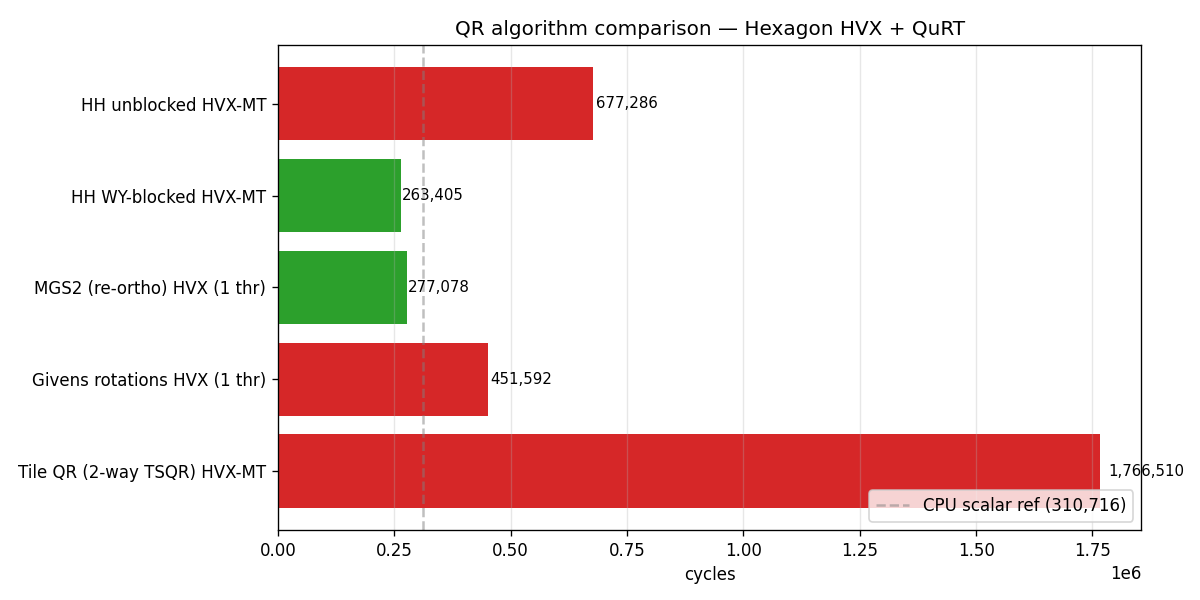 QR algorithm comparison — Hexagon HVX + QuRT
HH unblocked HVX-MT
677,286
HH WY-blocked HVX-MT
263,405
MGS2 (re-ortho) HVX (1 thr)
277,078
Givens rotations HVX (1 thr)
451,592
Tile QR (2-way TSQR) HVX-MT
1,766,510
CPU scalar ref (310,716)
0.00 0.25 0.50 0.75 1.00 1.25 1.50 1.75
1e6
cycles